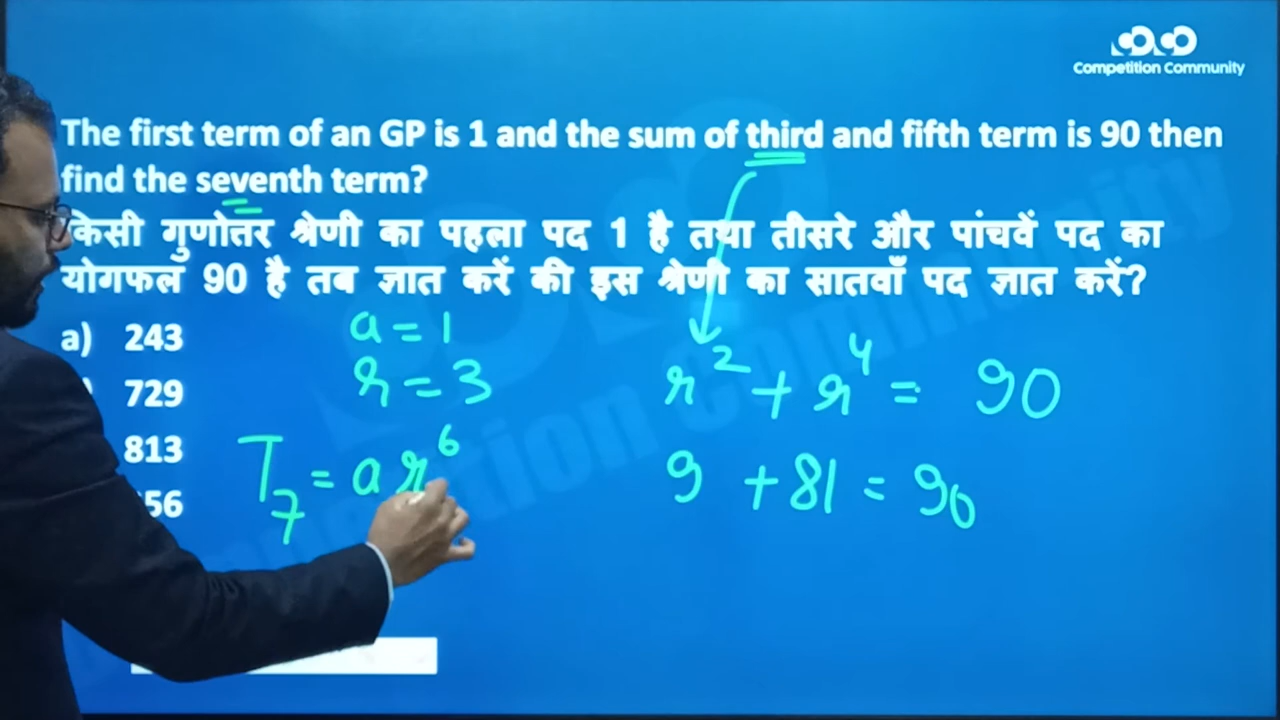 Competition Community
The first term of an GP is 1 and the sum of third and fifth term is 90 then
find the seventh term?
किसी गुणोत्तर श्रेणी का पहला पद 1 है तथा तीसरे और पांचवें पद का
योगफल 90 है तब ज्ञात करें की इस श्रेणी का सातवाँ पद ज्ञात करें?
a) 243
729
813
56
a = 1
r = 3
T₇ = a r⁶
r² + r⁴ = 90
9 + 81 = 90